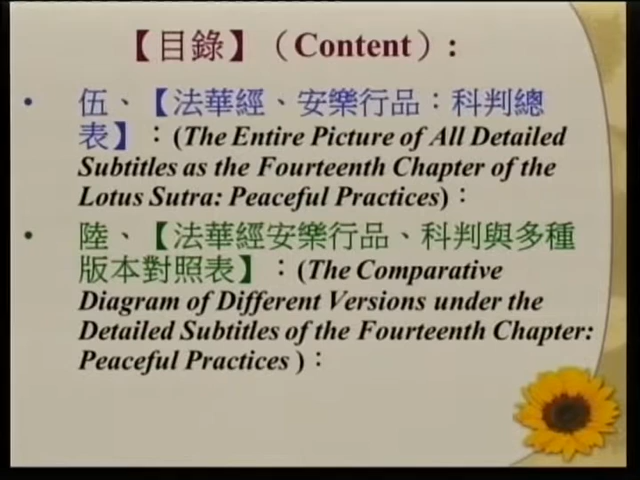 【目錄】（Content）:
• 伍、【法華經、安樂行品：科判總
表】：(The Entire Picture of All Detailed
Subtitles as the Fourteenth Chapter of the
Lotus Sutra: Peaceful Practices)：
• 陸、【法華經安樂行品、科判與多種
版本對照表】：(The Comparative
Diagram of Different Versions under the
Detailed Subtitles of the Fourteenth Chapter:
Peaceful Practices )：